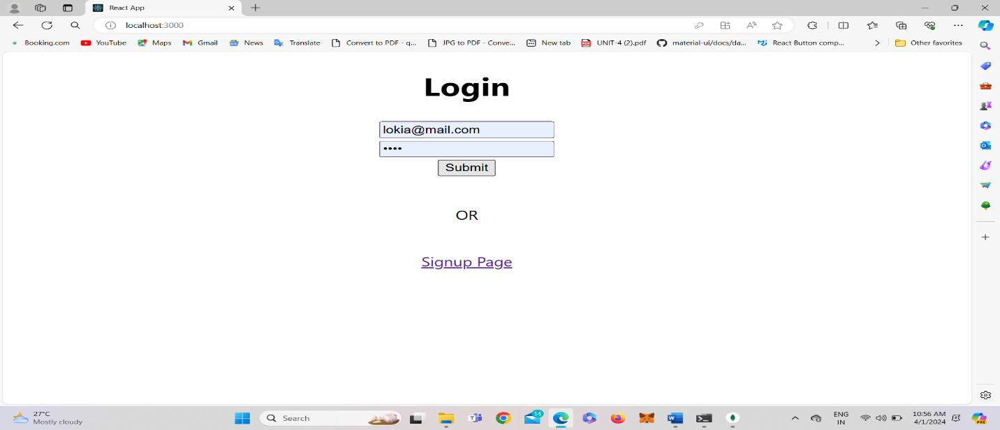 React App
localhost:3000
Booking.com YouTube Maps Gmail News Translate Convert to PDF - q... JPG to PDF - Conve... New tab UNIT-4 (2).pdf material-ui/docs/da... React Button comp... Other favorites
Login
lokia@mail.com
••••
Submit
OR
Signup Page
27°C
Mostly cloudy
Search
14
ENG
IN
10:56 AM
4/1/2024
PRE